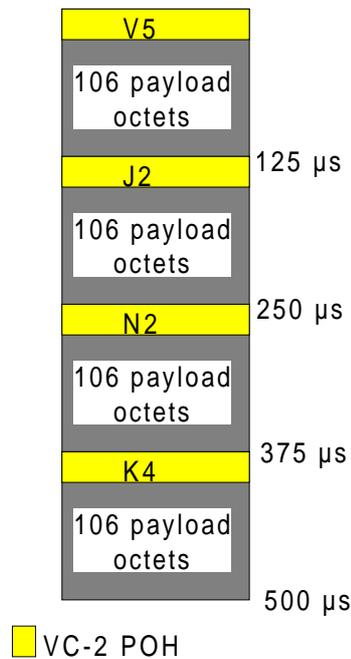 V5
106 payload
octets
125 µs
J2
106 payload
octets
250 µs
N2
106 payload
octets
375 µs
K4
106 payload
octets
500 µs
VC-2 POH